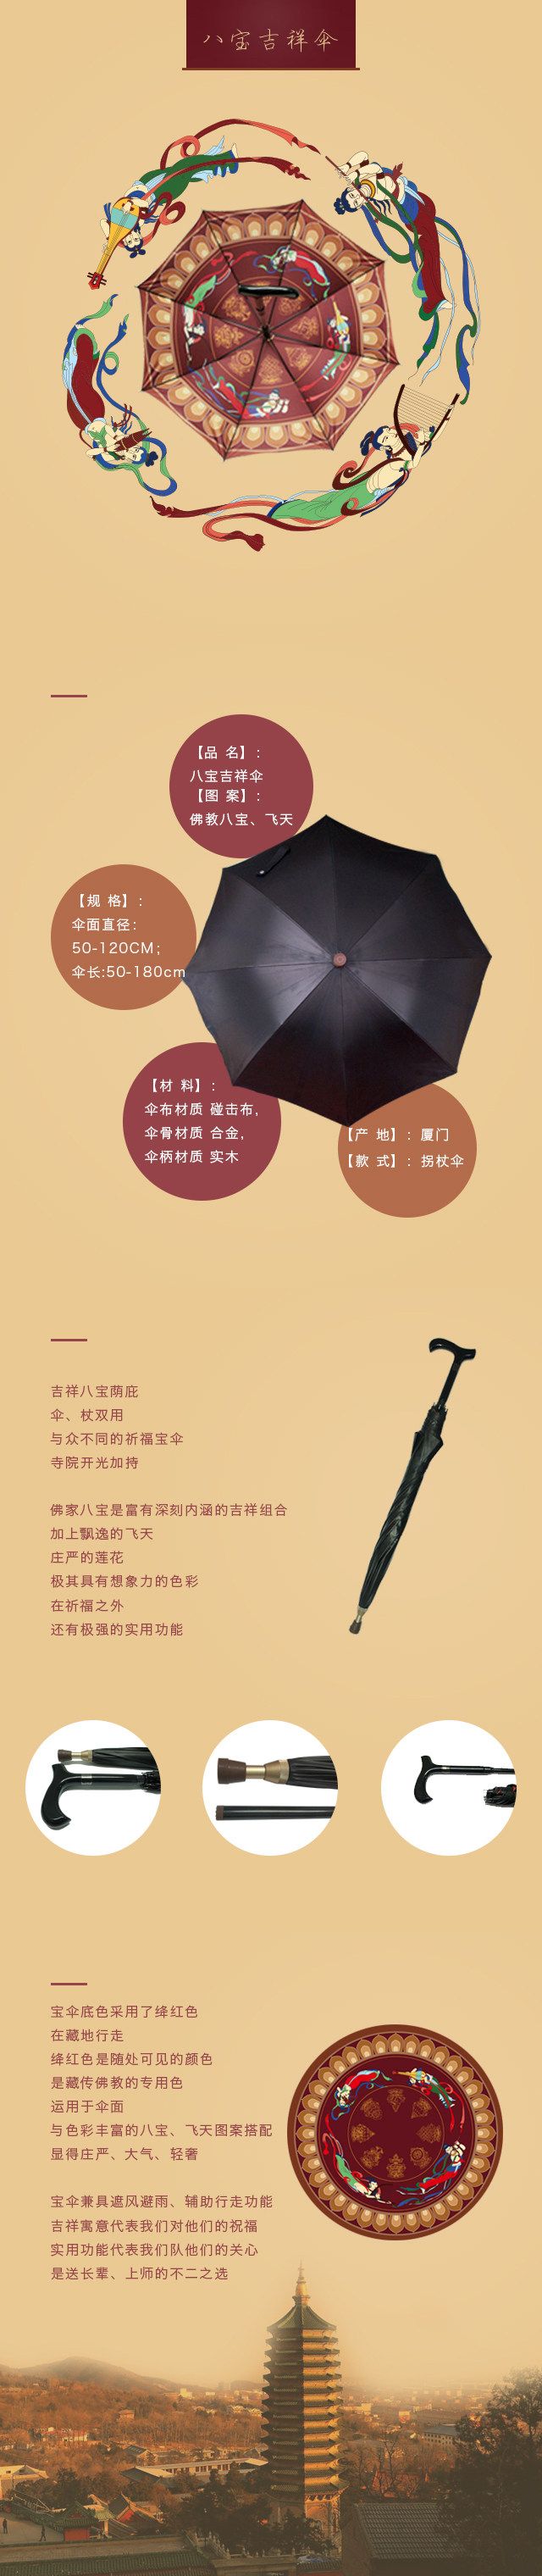 八宝吉祥伞
【品 名】：
八宝吉祥伞
【图 案】：
佛教八宝、飞天
【规 格】：
伞面直径：
50-120CM；
伞长:50-180cm
【材 料】：
伞布材质 碰击布,
伞骨材质 合金,
伞柄材质 实木
【产 地】：厦门
【款 式】：拐杖伞
吉祥八宝荫庇
伞、杖双用
与众不同的祈福宝伞
寺院开光加持
佛家八宝是富有深刻内涵的吉祥组合
加上飘逸的飞天
庄严的莲花
极其具有想象力的色彩
在祈福之外
还有极强的实用功能
宝伞底色采用了绛红色
在藏地行走
绛红色是随处可见的颜色
是藏传佛教的专用色
运用于伞面
与色彩丰富的八宝、飞天图案搭配
显得庄严、大气、轻奢
宝伞兼具遮风避雨、辅助行走功能
吉祥寓意代表我们对他们的祝福
实用功能代表我们队他们的关心
是送长辈、上师的不二之选